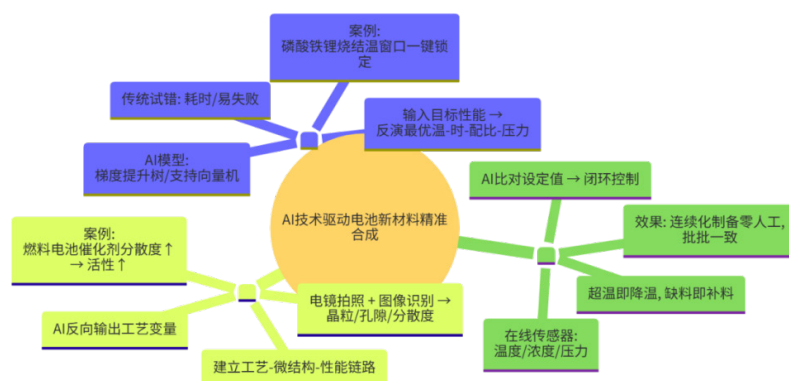 案例:
磷酸铁锂烧结温窗口一键锁
定
传统试错: 耗时/易失败
输入目标性能 →
反演最优温-时-配比-压力
AI模型:
梯度提升树/支持向量机
AI技术驱动电池新材料精准
合成
AI比对设定值 → 闭环控制
效果: 连续化制备零人工,
批批一致
超温即降温, 缺料即补料
在线传感器:
温度/浓度/压力
案例:
燃料电池催化剂分散度↑
→ 活性↑
电镜拍照 + 图像识别 →
晶粒/孔隙/分散度
AI反向输出工艺变量
建立工艺-微结构-性能链路